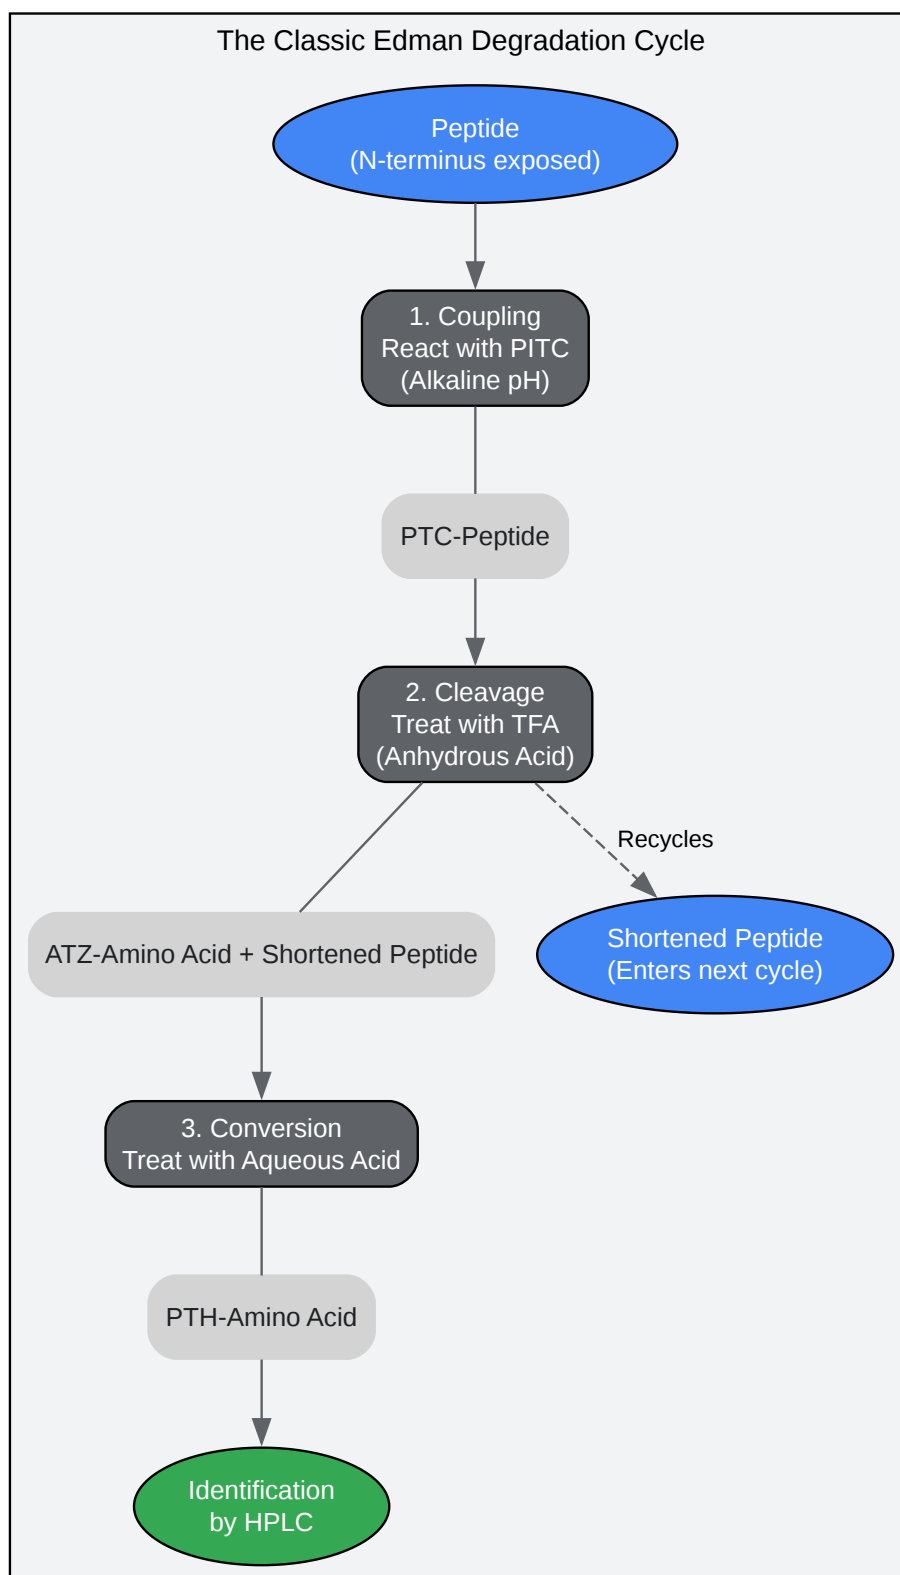 The Classic Edman Degradation Cycle
Peptide
(N-terminus exposed)
1. Coupling
React with PITC
(Alkaline pH)
PTC-Peptide
2. Cleavage
Treat with TFA
(Anhydrous Acid)
Recycles
ATZ-Amino Acid + Shortened Peptide
Shortened Peptide
(Enters next cycle)
3. Conversion
Treat with Aqueous Acid
PTH-Amino Acid
Identification
by HPLC